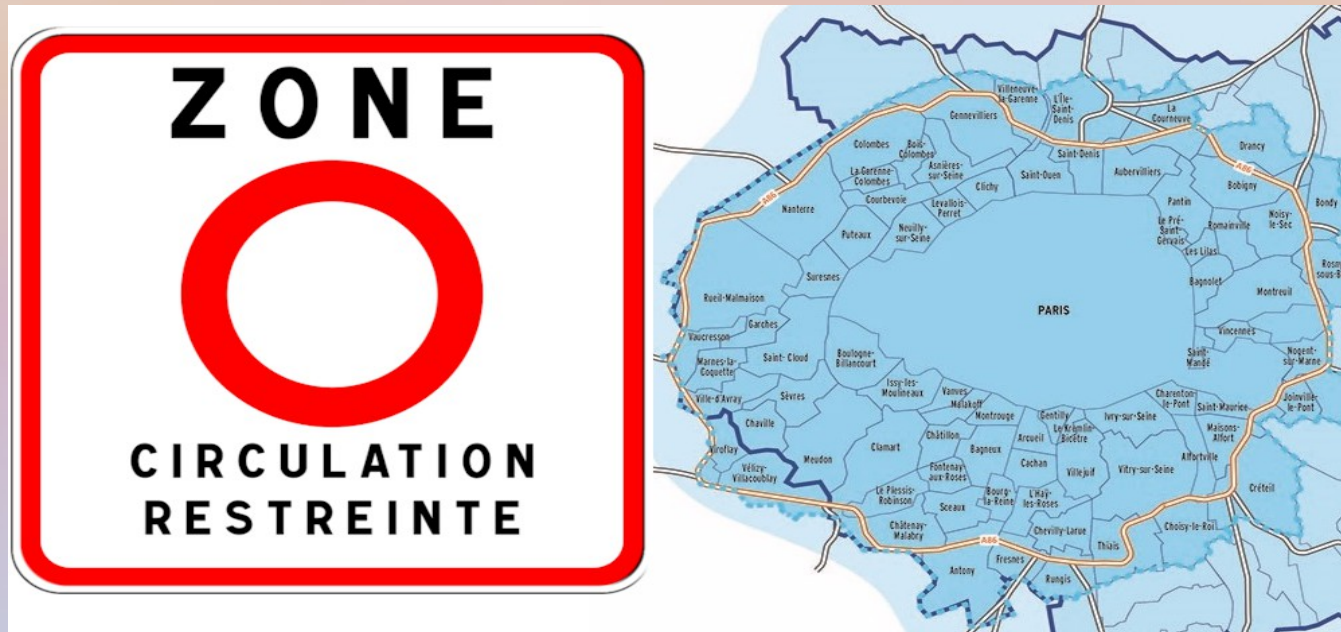 ZONE
CIRCULATION
RESTREINTE
Villeneuve-
la-Garenne
L'Île-
Saint-
Denis
La
Courneuve
Gennevilliers
Colombes
Bois-
Colombes
Asnières-
sur-Seine
Saint-Denis
Drancy
A86
La Garenne-
Colombes
Clichy
Saint-Ouen
Aubervilliers
Bobigny
A86
Nanterre
Courbevoie
Levallois-
Perret
Pantin
Bondy
Puteaux
Neuilly-
sur-Seine
Le Pré-
Saint-
Gervais
Romainville
Noisy-
le-Sec
Les Lilas
Suresnes
Bagnolet
Rosny
sous-B
Rueil-Malmaison
Montreuil
PARIS
Garches
Vaucresson
Vincennes
Marnes-la-
Coquette
Saint- Cloud
Boulogne-
Billancourt
Saint-
Mandé
Nogent-
sur-Marne
Ville-d'Avray
Sèvres
Issy-les-
Moulineaux
Vanves
Malakoff
Charenton-
le-Pont
Saint-Maurice
Joinville-
le-Pont
Chaville
Montrouge
Gentilly
Le Kremlin-
Bicêtre
Ivry-sur-Seine
Maisons-
Alfort
Viroflay
Meudon
Clamart
Châtillon
Bagneux
Arcueil
Vélizy-
Villacoublay
Fontenay
aux-Roses
Cachan
Villejuif
Vitry-sur-Seine
Alfortville
Créteil
Le Plessis-
Robinson
Sceaux
Bourg-
la-Reine
L'Haÿ-
les-Roses
Châtenay-
Malabry
Chevilly-Larue
Choisy-le-Roi
A86
Thiais
Antony
Fresnes
Rungis